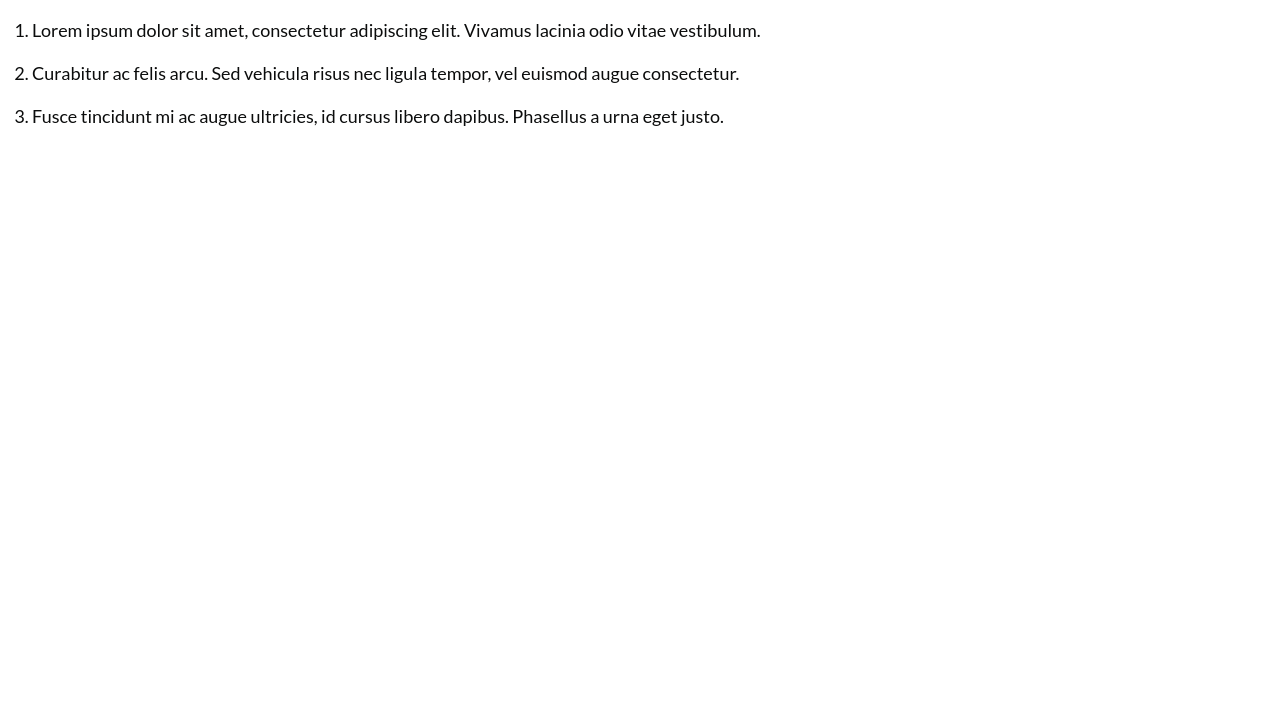 1. Lorem ipsum dolor sit amet, consectetur adipiscing elit. Vivamus lacinia odio vitae vestibulum.
2. Curabitur ac felis arcu. Sed vehicula risus nec ligula tempor, vel euismod augue consectetur.
3. Fusce tincidunt mi ac augue ultricies, id cursus libero dapibus. Phasellus a urna eget justo.